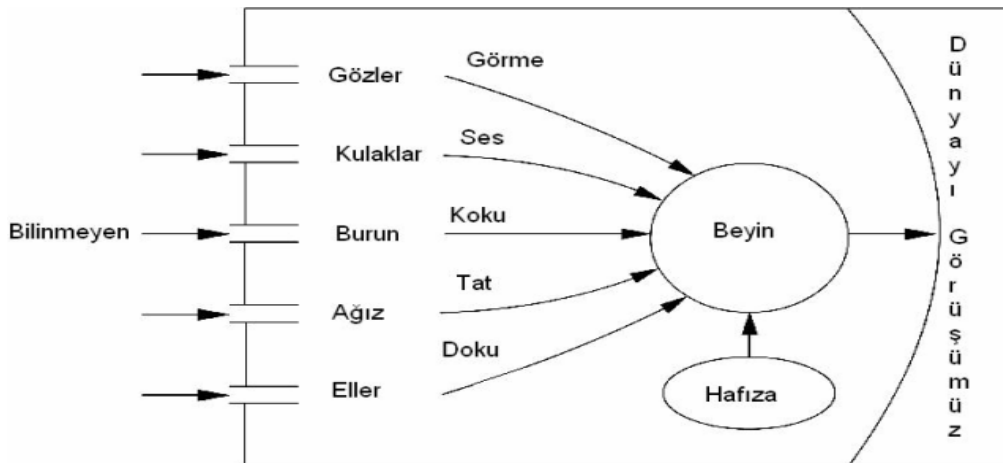 Görme
Gözler
Ses
Kulaklar
Koku
Bilinmeyen
Burun
Beyin
Tat
Ağız
Doku
Eller
Hafıza
Dünyayı Görüşümüz